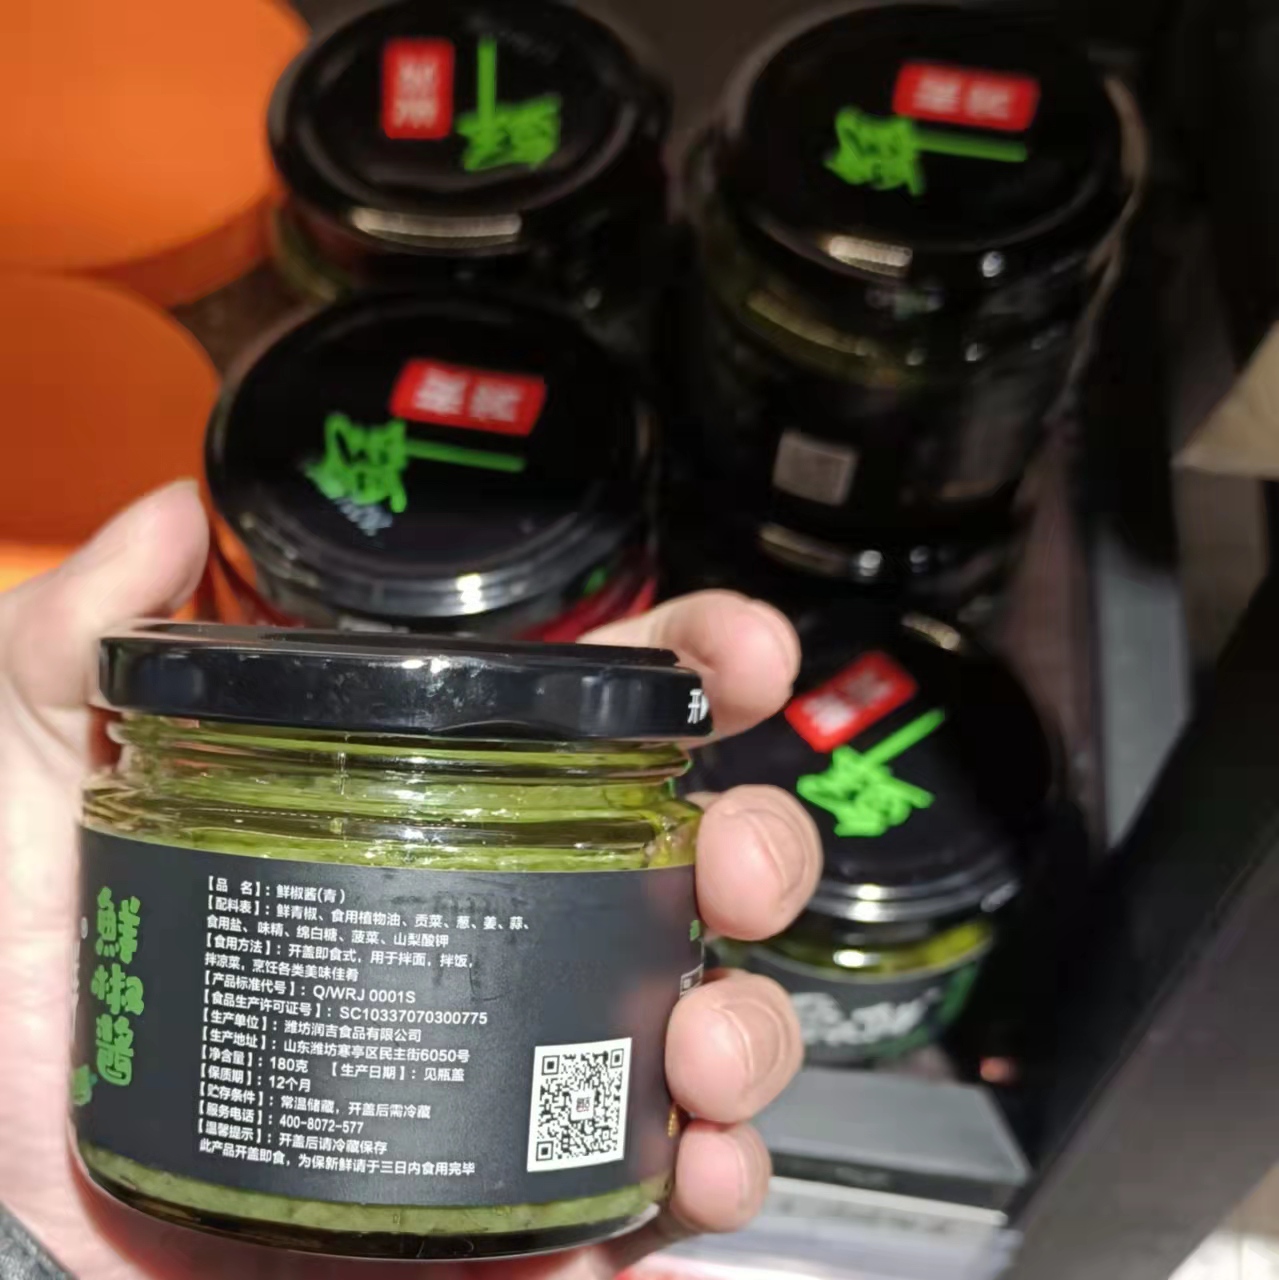 开
鮮椒醬
【品 名】：鲜椒酱(青)
【配料表】：鲜青椒、食用植物油、贡菜、葱、姜、蒜、
食用盐、味精、绵白糖、菠菜、山梨酸钾
【食用方法】：开盖即食式，用于拌面，拌饭，
拌凉菜，烹饪各类美味佳肴
【产品标准代号】：Q/WRJ 0001S
【食品生产许可证号】：SC10337070300775
【生产单位】：潍坊润吉食品有限公司
【生产地址】：山东潍坊寒亭区民主街6050号
【净含量】：180克 【生产日期】：见瓶盖
【保质期】：12个月
【贮存条件】：常温储藏，开盖后需冷藏
【服务电话】：400-8072-577
【温馨提示】：开盖后请冷藏保存
此产品开盖即食，为保新鲜请于三日内食用完毕